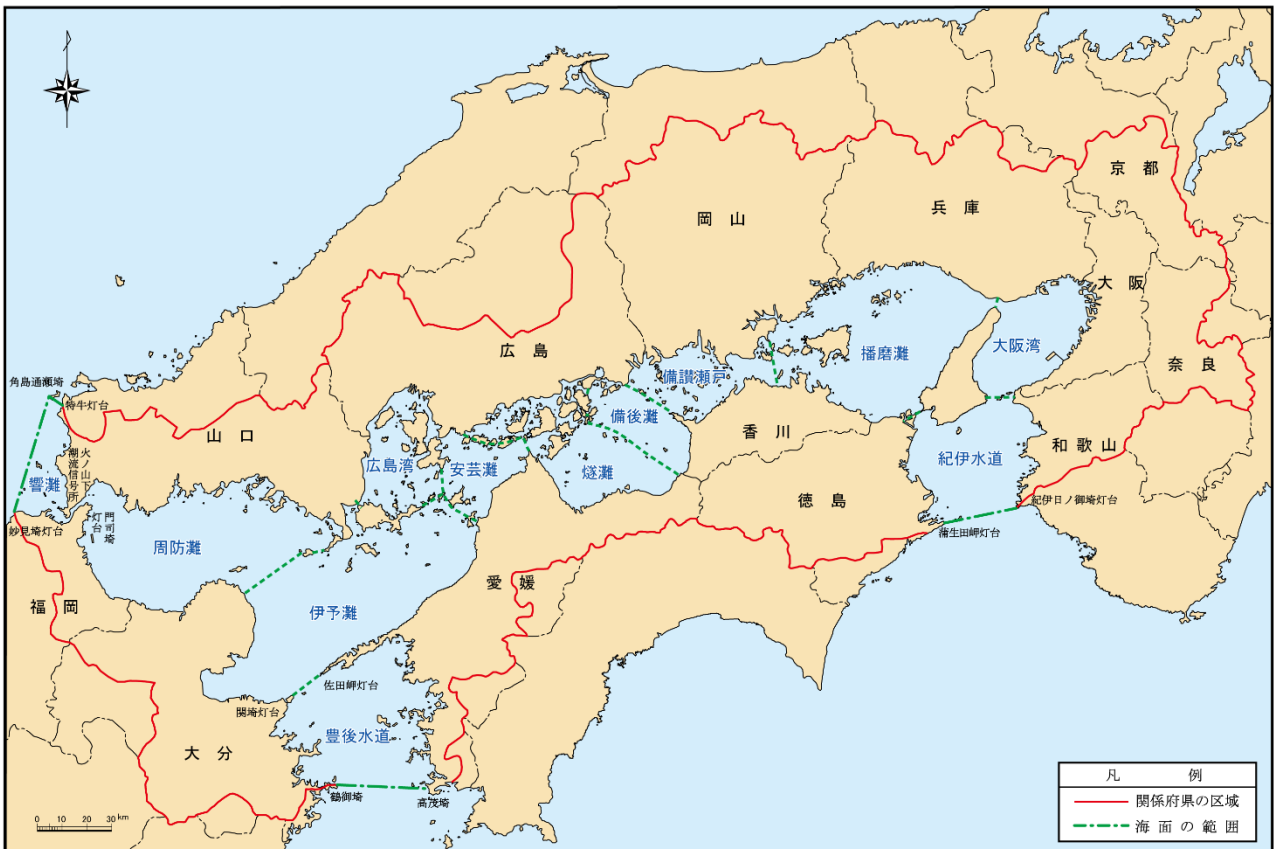 京都
兵庫
岡山
大阪
大阪湾
播磨灘
広島
奈良
備讃瀬戸
角島通瀬埼
特牛灯台
備後灘
香川
山口
和歌山
紀伊水道
広島湾
安芸灘
燧灘
火ノ山下
潮流信号所
響灘
徳島
紀伊日ノ御埼灯台
妙見埼灯台
門司埼
灯台
周防灘
蒲生田岬灯台
愛媛
福岡
伊予灘
佐田岬灯台
関埼灯台
豊後水道
大分
鶴御埼
高茂埼
0 5 10 20 30 km
凡例
関係府県の区域
海面の範囲